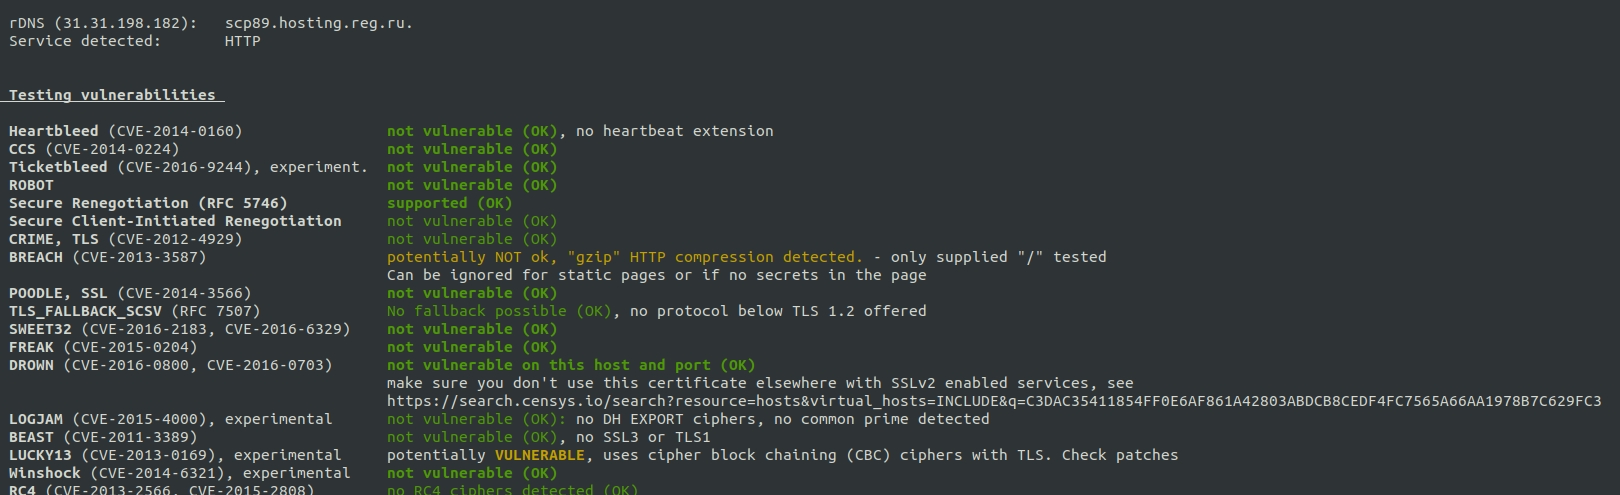 rDNS (31.31.198.182): scp89.hosting.reg.ru.
Service detected: HTTP
Testing vulnerabilities
Heartbleed (CVE-2014-0160) not vulnerable (OK), no heartbeat extension
CCS (CVE-2014-0224) not vulnerable (OK)
Ticketbleed (CVE-2016-9244), experiment. not vulnerable (OK)
ROBOT not vulnerable (OK)
Secure Renegotiation (RFC 5746) supported (OK)
Secure Client-Initiated Renegotiation not vulnerable (OK)
CRIME, TLS (CVE-2012-4929) not vulnerable (OK)
BREACH (CVE-2013-3587) potentially NOT ok, "gzip" HTTP compression detected. - only supplied "/" tested
Can be ignored for static pages or if no secrets in the page
POODLE, SSL (CVE-2014-3566) not vulnerable (OK)
TLS_FALLBACK_SCSV (RFC 7507) No fallback possible (OK), no protocol below TLS 1.2 offered
SWEET32 (CVE-2016-2183, CVE-2016-6329) not vulnerable (OK)
FREAK (CVE-2015-0204) not vulnerable (OK)
DROWN (CVE-2016-0800, CVE-2016-0703) not vulnerable on this host and port (OK)
make sure you don't use this certificate elsewhere with SSLv2 enabled services, see
https://search.censys.io/search?resource=hosts&virtual_hosts=INCLUDE&q=C3DAC35411854FF0E6AF861A42803ABDCB8CEDF4FC7565A66AA1978B7C629FC3
LOGJAM (CVE-2015-4000), experimental not vulnerable (OK): no DH EXPORT ciphers, no common prime detected
BEAST (CVE-2011-3389) not vulnerable (OK), no SSL3 or TLS1
LUCKY13 (CVE-2013-0169), experimental potentially VULNERABLE, uses cipher block chaining (CBC) ciphers with TLS. Check patches
Winshock (CVE-2014-6321), experimental not vulnerable (OK)
RC4 (CVE-2013-2566, CVE-2015-2808) no RC4 ciphers detected (OK)